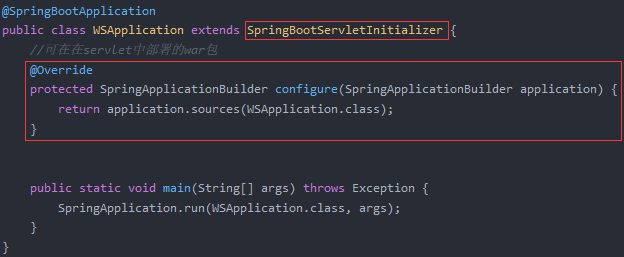 @SpringBootApplication
public class WSApplication extends SpringBootServletInitializer {
//可在在servlet中部署的war包
@Override
protected SpringApplicationBuilder configure(SpringApplicationBuilder application) {
return application.sources(WSApplication.class);
}
public static void main(String[] args) throws Exception {
SpringApplication.run(WSApplication.class, args);
}
}